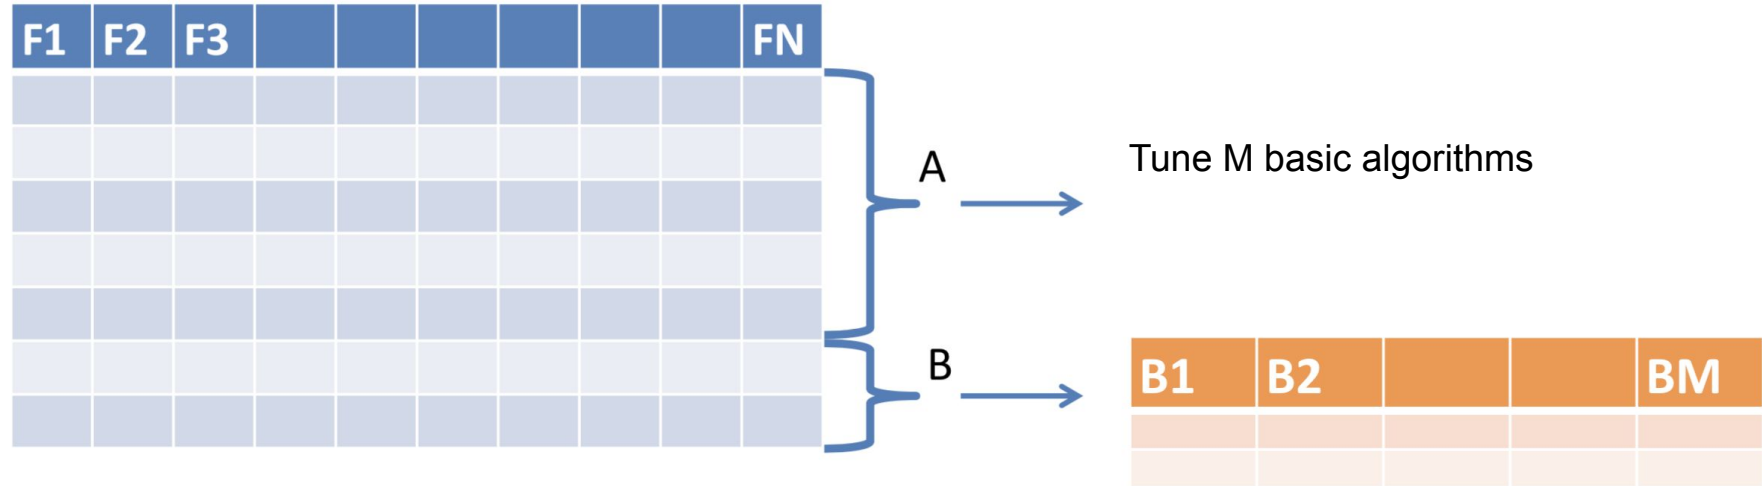 F1 F2 F3 FN
A
Tune M basic algorithms
B
B1 B2 BM